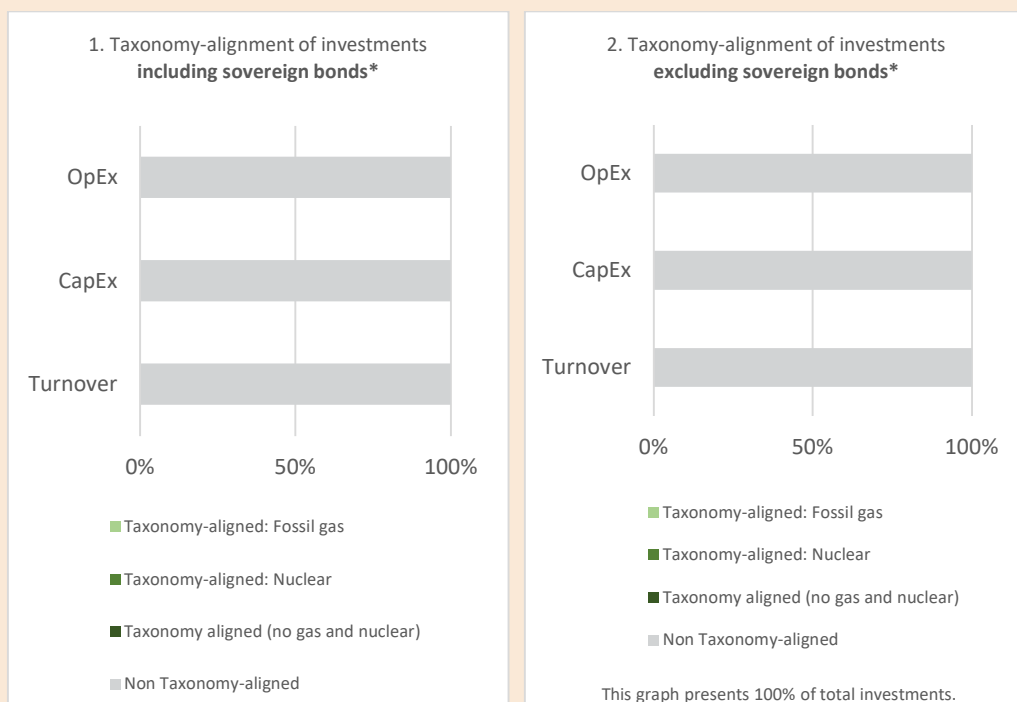 1. Taxonomy-alignment of investments
including sovereign bonds*
OpEx
CapEx
Turnover
0% 50% 100%
Taxonomy-aligned: Fossil gas
Taxonomy-aligned: Nuclear
Taxonomy aligned (no gas and nuclear)
Non Taxonomy-aligned
2. Taxonomy-alignment of investments
excluding sovereign bonds*
OpEx
CapEx
Turnover
0% 50% 100%
Taxonomy-aligned: Fossil gas
Taxonomy-aligned: Nuclear
Taxonomy aligned (no gas and nuclear)
Non Taxonomy-aligned
This graph presents 100% of total investments.